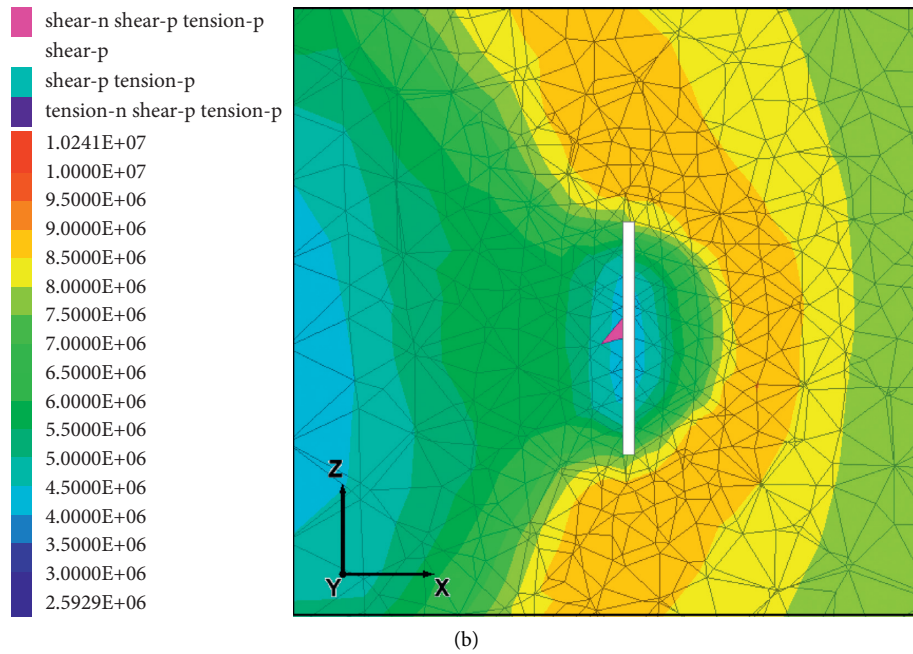 shear-n shear-p tension-p
shear-p
shear-p tension-p
tension-n shear-p tension-p
1.0241E+07
1.0000E+07
9.5000E+06
9.0000E+06
8.5000E+06
8.0000E+06
7.5000E+06
7.0000E+06
6.5000E+06
6.0000E+06
5.5000E+06
5.0000E+06
4.5000E+06
4.0000E+06
3.5000E+06
3.0000E+06
2.5929E+06
Z
Y
X
(b)